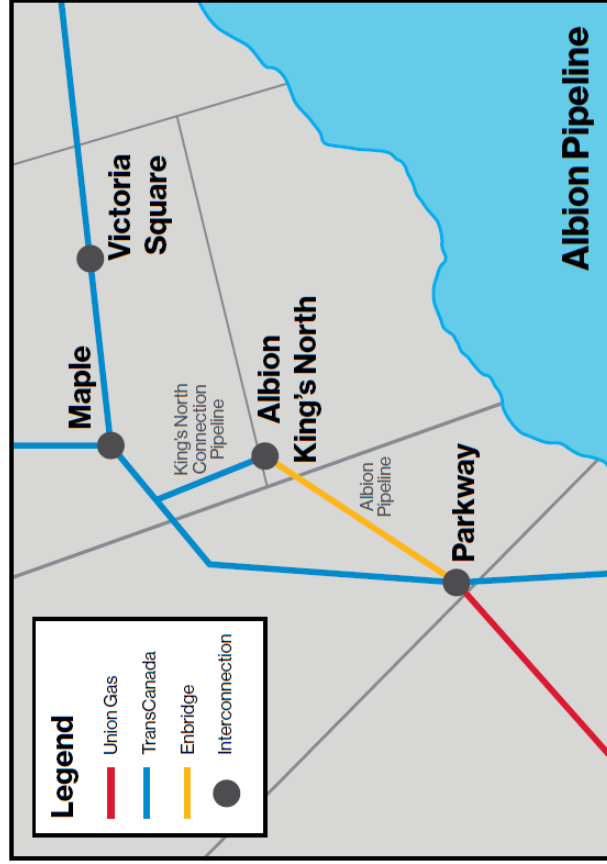 Legend
Union Gas
TransCanada
Enbridge
Interconnection
Maple
Victoria
Square
King's North
Connection
Pipeline
Albion
King's North
Albion
Pipeline
Parkway
Albion Pipeline